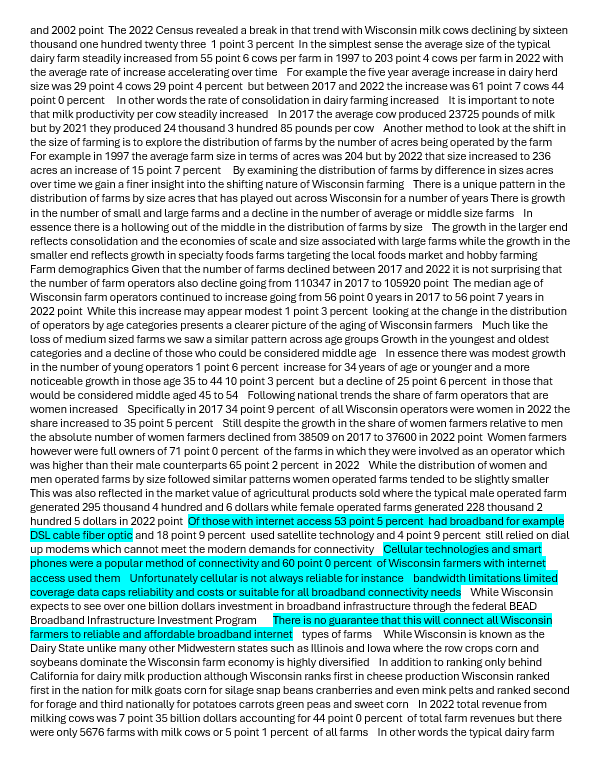 and 2002 point The 2022 Census revealed a break in that trend with Wisconsin milk cows declining by sixteen
thousand one hundred twenty three 1 point 3 percent In the simplest sense the average size of the typical
dairy farm steadily increased from 55 point 6 cows per farm in 1997 to 203 point 4 cows per farm in 2022 with
the average rate of increase accelerating over time For example the five year average increase in dairy herd
size was 29 point 4 cows 29 point 4 percent but between 2017 and 2022 the increase was 61 point 7 cows 44
point 0 percent In other words the rate of consolidation in dairy farming increased It is important to note
that milk productivity per cow steadily increased In 2017 the average cow produced 23725 pounds of milk
but by 2021 they produced 24 thousand 3 hundred 85 pounds per cow Another method to look at the shift in
the size of farming is to explore the distribution of farms by the number of acres being operated by the farm
For example in 1997 the average farm size in terms of acres was 204 but by 2022 that size increased to 236
acres an increase of 15 point 7 percent By examining the distribution of farms by difference in sizes acres
over time we gain a finer insight into the shifting nature of Wisconsin farming There is a unique pattern in the
distribution of farms by size acres that has played out across Wisconsin for a number of years There is growth
in the number of small and large farms and a decline in the number of average or middle size farms In
essence there is a hollowing out of the middle in the distribution of farms by size The growth in the larger end
reflects consolidation and the economies of scale and size associated with large farms while the growth in the
smaller end reflects growth in specialty foods farms targeting the local foods market and hobby farming
Farm demographics Given that the number of farms declined between 2017 and 2022 it is not surprising that
the number of farm operators also decline going from 110347 in 2017 to 105920 point The median age of
Wisconsin farm operators continued to increase going from 56 point 0 years in 2017 to 56 point 7 years in
2022 point While this increase may appear modest 1 point 3 percent looking at the change in the distribution
of operators by age categories presents a clearer picture of the aging of Wisconsin farmers Much like the
loss of medium sized farms we saw a similar pattern across age groups Growth in the youngest and oldest
categories and a decline of those who could be considered middle age In essence there was modest growth
in the number of young operators 1 point 6 percent increase for 34 years of age or younger and a more
noticeable growth in those age 35 to 44 10 point 3 percent but a decline of 25 point 6 percent in those that
would be considered middle aged 45 to 54 Following national trends the share of farm operators that are
women increased Specifically in 2017 34 point 9 percent of all Wisconsin operators were women in 2022 the
share increased to 35 point 5 percent Still despite the growth in the share of women farmers relative to men
the absolute number of women farmers declined from 38509 on 2017 to 37600 in 2022 point Women farmers
however were full owners of 71 point 0 percent of the farms in which they were involved as an operator which
was higher than their male counterparts 65 point 2 percent in 2022 While the distribution of women and
men operated farms by size followed similar patterns women operated farms tended to be slightly smaller
This was also reflected in the market value of agricultural products sold where the typical male operated farm
generated 295 thousand 4 hundred and 6 dollars while female operated farms generated 228 thousand 2
hundred 5 dollars in 2022 point Of those with internet access 53 point 5 percent had broadband for example
DSL cable fiber optic and 18 point 9 percent used satellite technology and 4 point 9 percent still relied on dial
up modems which cannot meet the modern demands for connectivity Cellular technologies and smart
phones were a popular method of connectivity and 60 point 0 percent of Wisconsin farmers with internet
access used them Unfortunately cellular is not always reliable for instance bandwidth limitations limited
coverage data caps reliability and costs or suitable for all broadband connectivity needs While Wisconsin
expects to see over one billion dollars investment in broadband infrastructure through the federal BEAD
Broadband Infrastructure Investment Program There is no guarantee that this will connect all Wisconsin
farmers to reliable and affordable broadband internet types of farms While Wisconsin is known as the
Dairy State unlike many other Midwestern states such as Illinois and Iowa where the row crops corn and
soybeans dominate the Wisconsin farm economy is highly diversified In addition to ranking only behind
California for dairy milk production although Wisconsin ranks first in cheese production Wisconsin ranked
first in the nation for milk goats corn for silage snap beans cranberries and even mink pelts and ranked second
for forage and third nationally for potatoes carrots green peas and sweet corn In 2022 total revenue from
milking cows was 7 point 35 billion dollars accounting for 44 point 0 percent of total farm revenues but there
were only 5676 farms with milk cows or 5 point 1 percent of all farms In other words the typical dairy farm